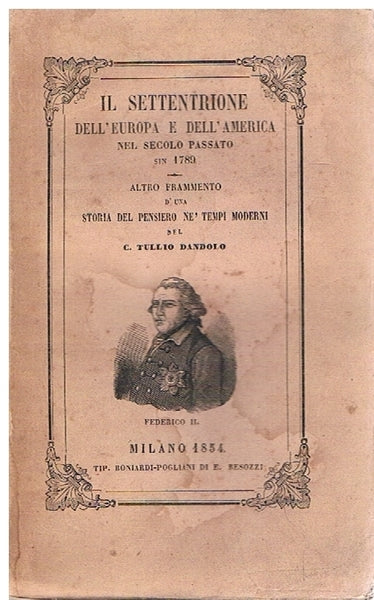 IL SETTENTRIONE
DELL'EUROPA E DELL'AMERICA
NEL SECOLO PASSATO
SIN 1789
ALTRO FRAMMENTO
D'UNA
STORIA DEL PENSIERO NE' TEMPI MODERNI
DEL
C. TULLIO DANDOLO
FEDERICO II.
MILANO 1854.
TIP. BONIARDI-POGLIANI DI E. BESOZZI